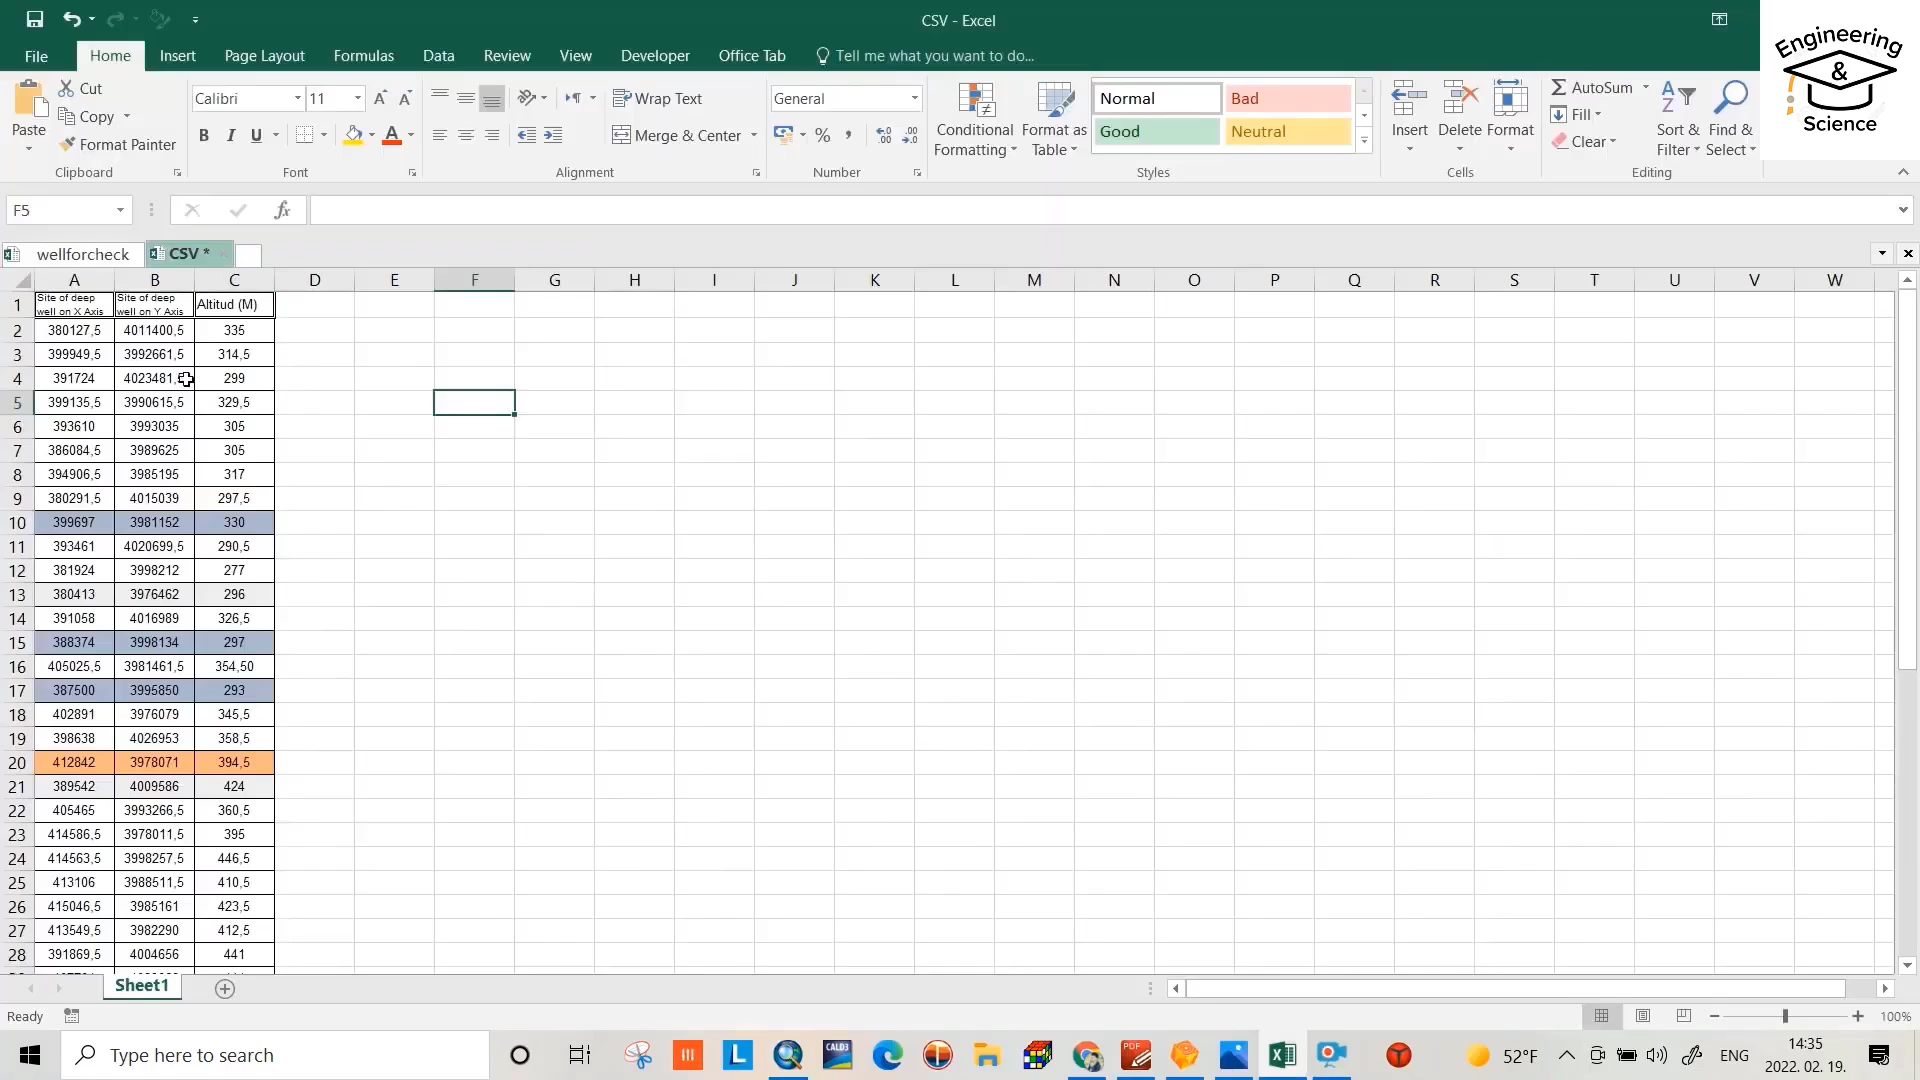 CSV - Excel
File Home Insert Page Layout Formulas Data Review View Developer Office Tab Tell me what you want to do...
Engineering
&
Science
Paste
Cut
Copy
Format Painter
Clipboard
Calibri 11
B I U
Font
Wrap Text
Merge & Center
Alignment
General
%
Number
Conditional
Formatting
Format as
Table
Normal Bad
Good Neutral
Styles
Insert Delete Format
Cells
AutoSum
Fill
Clear
Sort &
Filter
Find &
Select
Editing
F5 fx
wellforcheck CSV *
A B C D E F G H I J K L M N O P Q R S T U V W
1 Site of deep well on X Axis Site of deep well on Y Axis Altitud (M)
2 380127,5 4011400,5 335
3 399949,5 3992661,5 314,5
4 391724 4023481, 299
5 399135,5 3990615,5 329,5
6 393610 3993035 305
7 386084,5 3989625 305
8 394906,5 3985195 317
9 380291,5 4015039 297,5
10 399697 3981152 330
11 393461 4020699,5 290,5
12 381924 3998212 277
13 380413 3976462 296
14 391058 4016989 326,5
15 388374 3998134 297
16 405025,5 3981461,5 354,50
17 387500 3995850 293
18 402891 3976079 345,5
19 398638 4026953 358,5
20 412842 3978071 394,5
21 389542 4009586 424
22 405465 3993266,5 360,5
23 414586,5 3978011,5 395
24 414563,5 3998257,5 446,5
25 413106 3988511,5 410,5
26 415046,5 3985161 423,5
27 413549,5 3982290 412,5
28 391869,5 4004656 441
Sheet1
Ready 100%
Type here to search
CALD3
PDF
52°F ENG
14:35
2022. 02. 19.